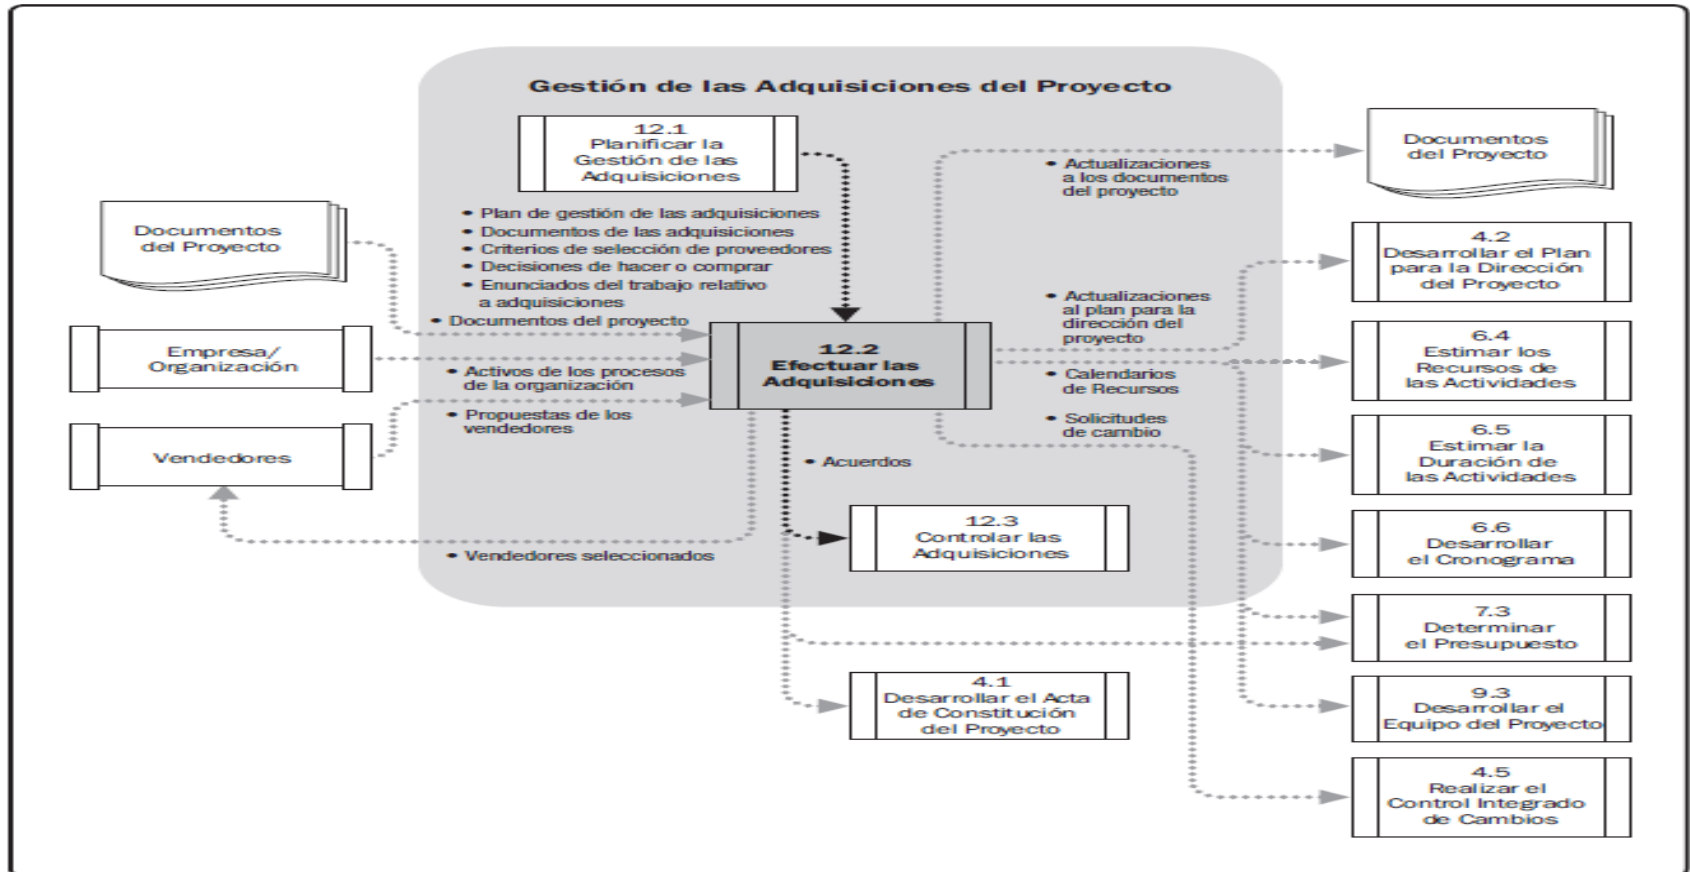 Gestión de las Adquisiciones del Proyecto
12.1
Planificar la
Gestión de las
Adquisiciones
• Plan de gestión de las adquisiciones
• Documentos de las adquisiciones
• Criterios de selección de proveedores
• Decisiones de hacer o comprar
• Enunciados del trabajo relativo
a adquisiciones
Documentos
del Proyecto
• Documentos del proyecto
Empresa/
Organización
• Activos de los procesos
de la organización
Vendedores
• Propuestas de los
vendedores
12.2
Efectuar las
Adquisiciones
• Acuerdos
• Vendedores seleccionados
12.3
Controlar las
Adquisiciones
4.1
Desarrollar el Acta
de Constitución
del Proyecto
• Actualizaciones
a los documentos
del proyecto
• Actualizaciones
al plan para la
dirección del
proyecto
• Calendarios
de Recursos
• Solicitudes
de cambio
Documentos
del Proyecto
4.2
Desarrollar el Plan
para la Dirección
del Proyecto
6.4
Estimar los
Recursos de
las Actividades
6.5
Estimar la
Duración de
las Actividades
6.6
Desarrollar
el Cronograma
7.3
Determinar
el Presupuesto
9.3
Desarrollar el
Equipo del Proyecto
4.5
Realizar el
Control Integrado
de Cambios